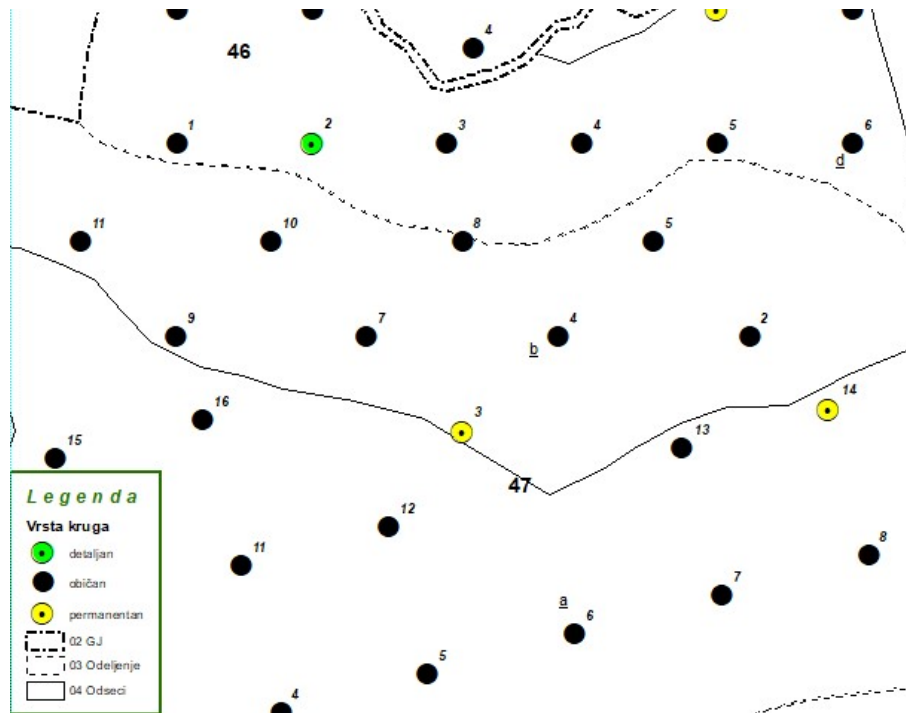 4
46
1
2
3
4
5
6
d
11
10
8
5
9
7
4
2
b
16
3
14
15
13
47
12
11
8
7
a
6
5
4
Legenda
Vrsta kruga
detaljan
običan
permanentan
02 GJ
03 Odeljenje
04 Odseci